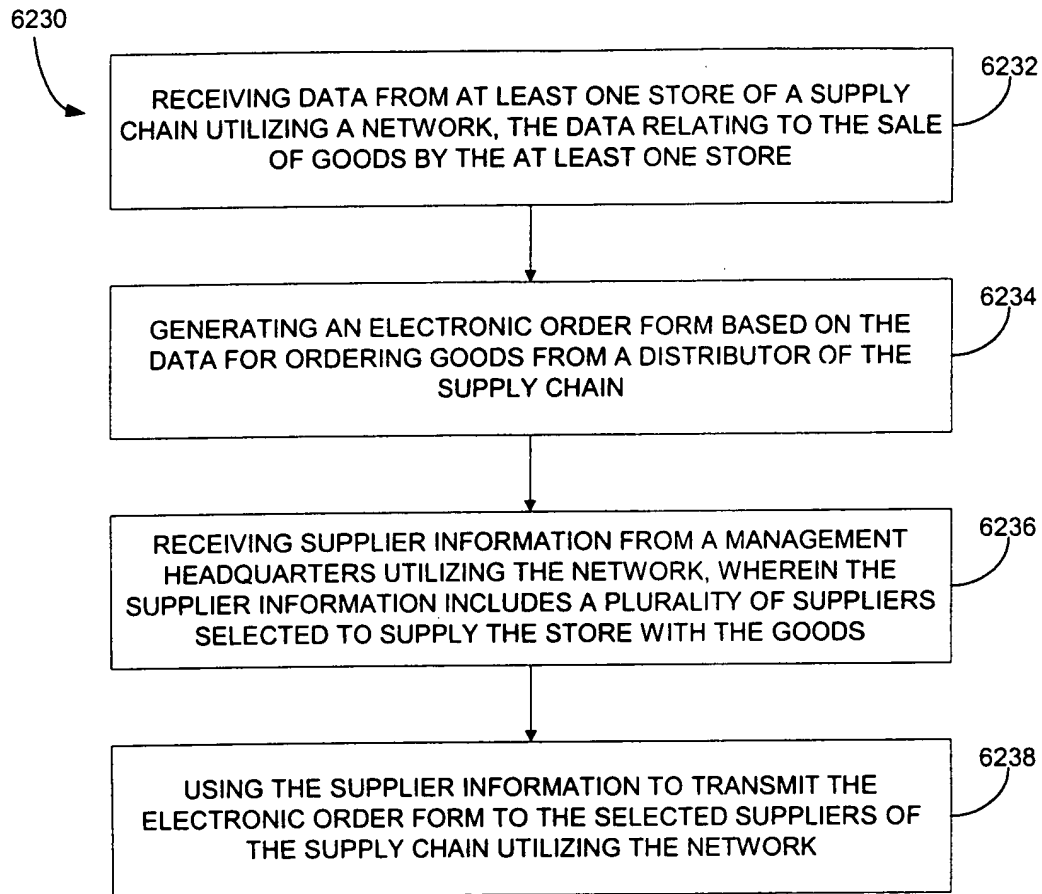 6230
6232
RECEIVING DATA FROM AT LEAST ONE STORE OF A SUPPLY
CHAIN UTILIZING A NETWORK, THE DATA RELATING TO THE SALE
OF GOODS BY THE AT LEAST ONE STORE
6234
GENERATING AN ELECTRONIC ORDER FORM BASED ON THE
DATA FOR ORDERING GOODS FROM A DISTRIBUTOR OF THE
SUPPLY CHAIN
6236
RECEIVING SUPPLIER INFORMATION FROM A MANAGEMENT
HEADQUARTERS UTILIZING THE NETWORK, WHEREIN THE
SUPPLIER INFORMATION INCLUDES A PLURALITY OF SUPPLIERS
SELECTED TO SUPPLY THE STORE WITH THE GOODS
6238
USING THE SUPPLIER INFORMATION TO TRANSMIT THE
ELECTRONIC ORDER FORM TO THE SELECTED SUPPLIERS OF
THE SUPPLY CHAIN UTILIZING THE NETWORK